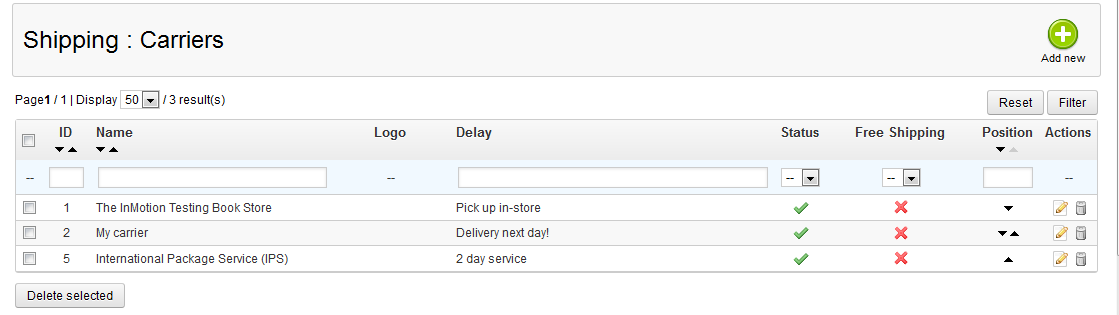 Shipping : Carriers
Add new
Page1 / 1 | Display 50 / 3 result(s)
Reset Filter
ID Name Logo Delay Status Free Shipping Position Actions
-- -- -- -- --
1 The InMotion Testing Book Store Pick up in-store
2 My carrier Delivery next day!
5 International Package Service (IPS) 2 day service
Delete selected